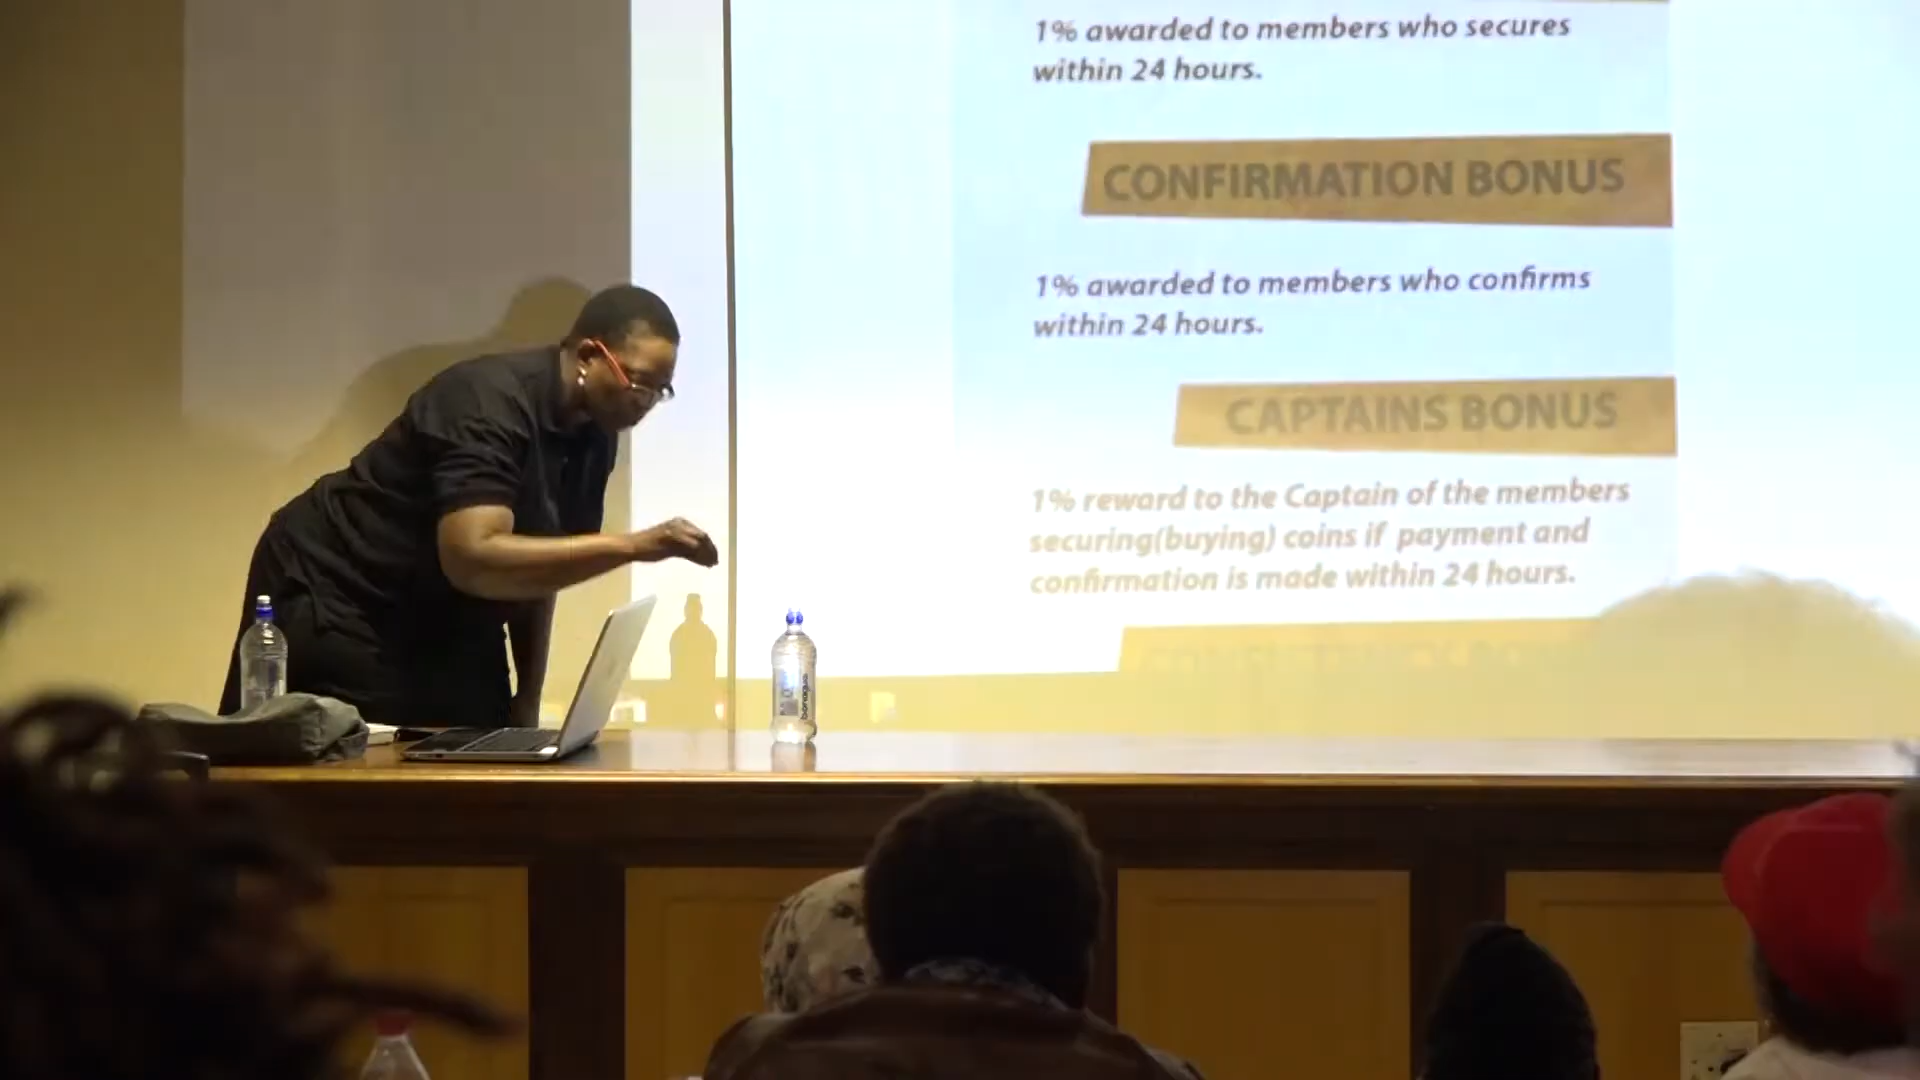 1% awarded to members who secures
within 24 hours.
CONFIRMATION BONUS
1% awarded to members who confirms
within 24 hours.
CAPTAINS BONUS
1% reward to the Captain of the members
securing(buying) coins if payment and
confirmation is made within 24 hours.
bonaqua